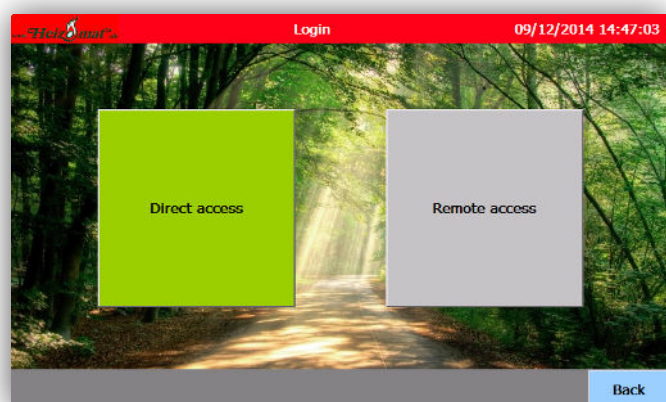 Heizomat
Login
09/12/2014 14:47:03
Direct access
Remote access
Back